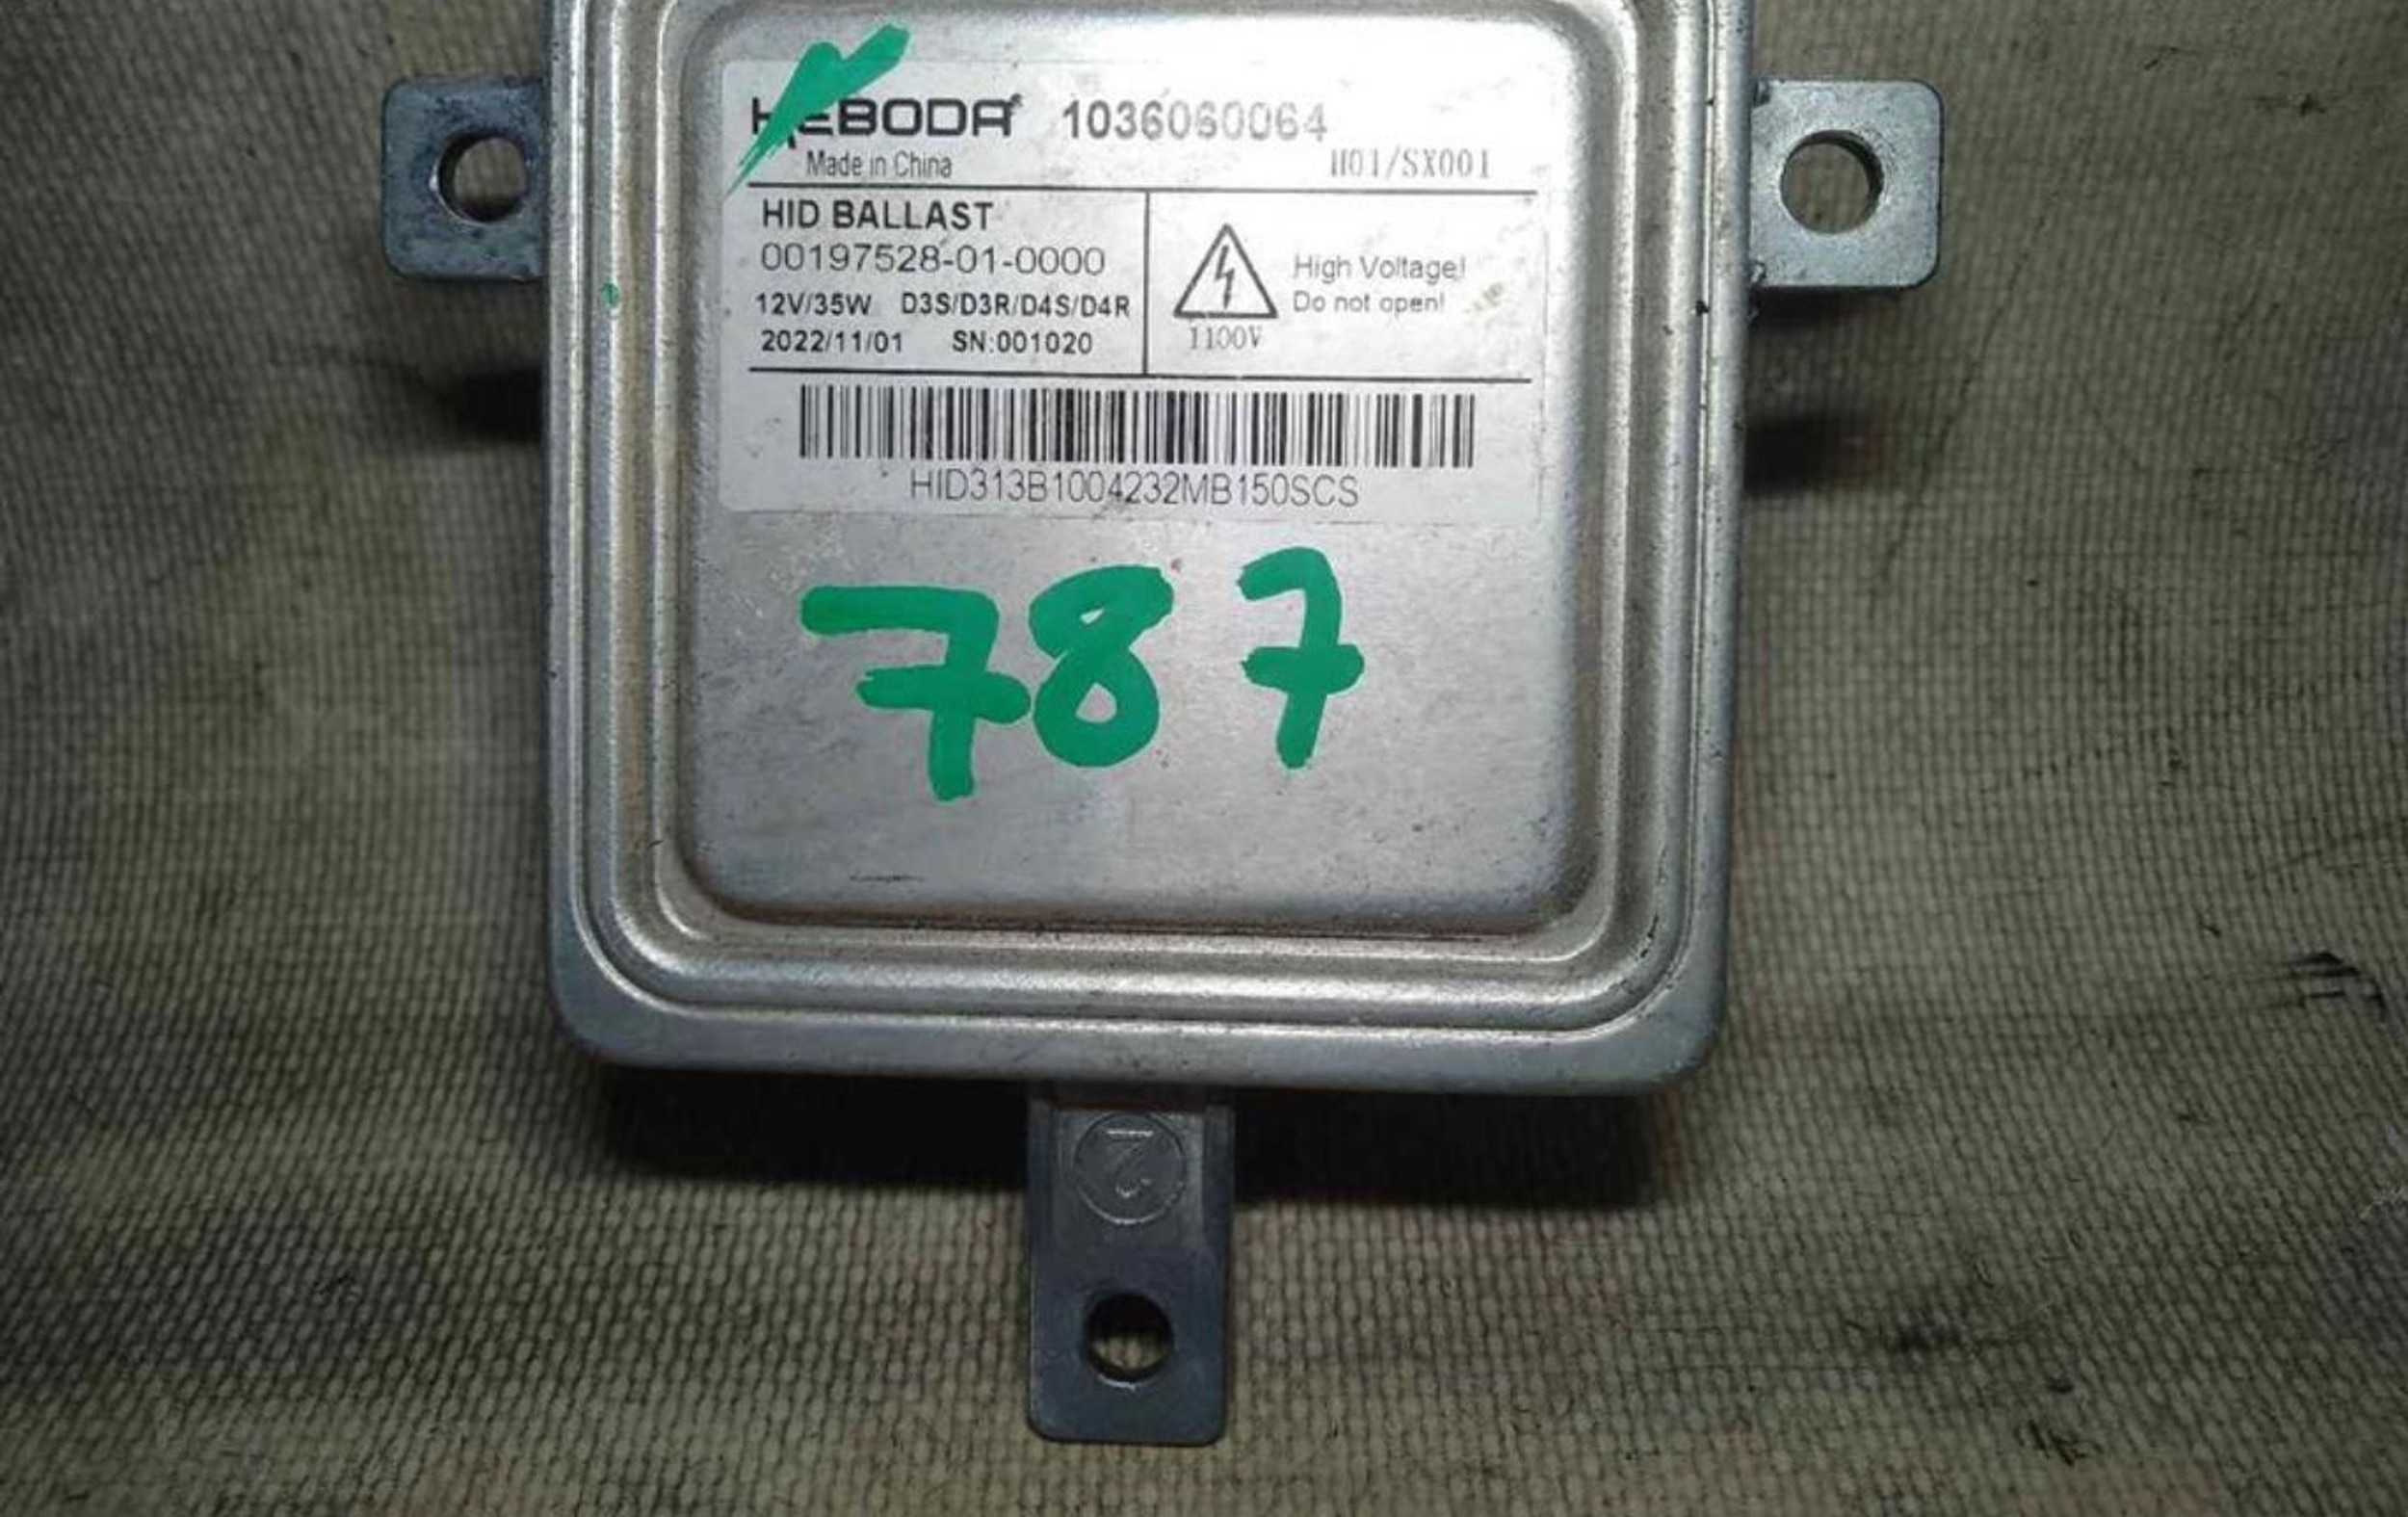 KEBODA 1036060064
Made in China H01/SX001
HID BALLAST
00197528-01-0000
12V/35W D3S/D3R/D4S/D4R
2022/11/01 SN:001020
High Voltage!
Do not open!
1100V
HID313B1004232MB150SCS
787
2